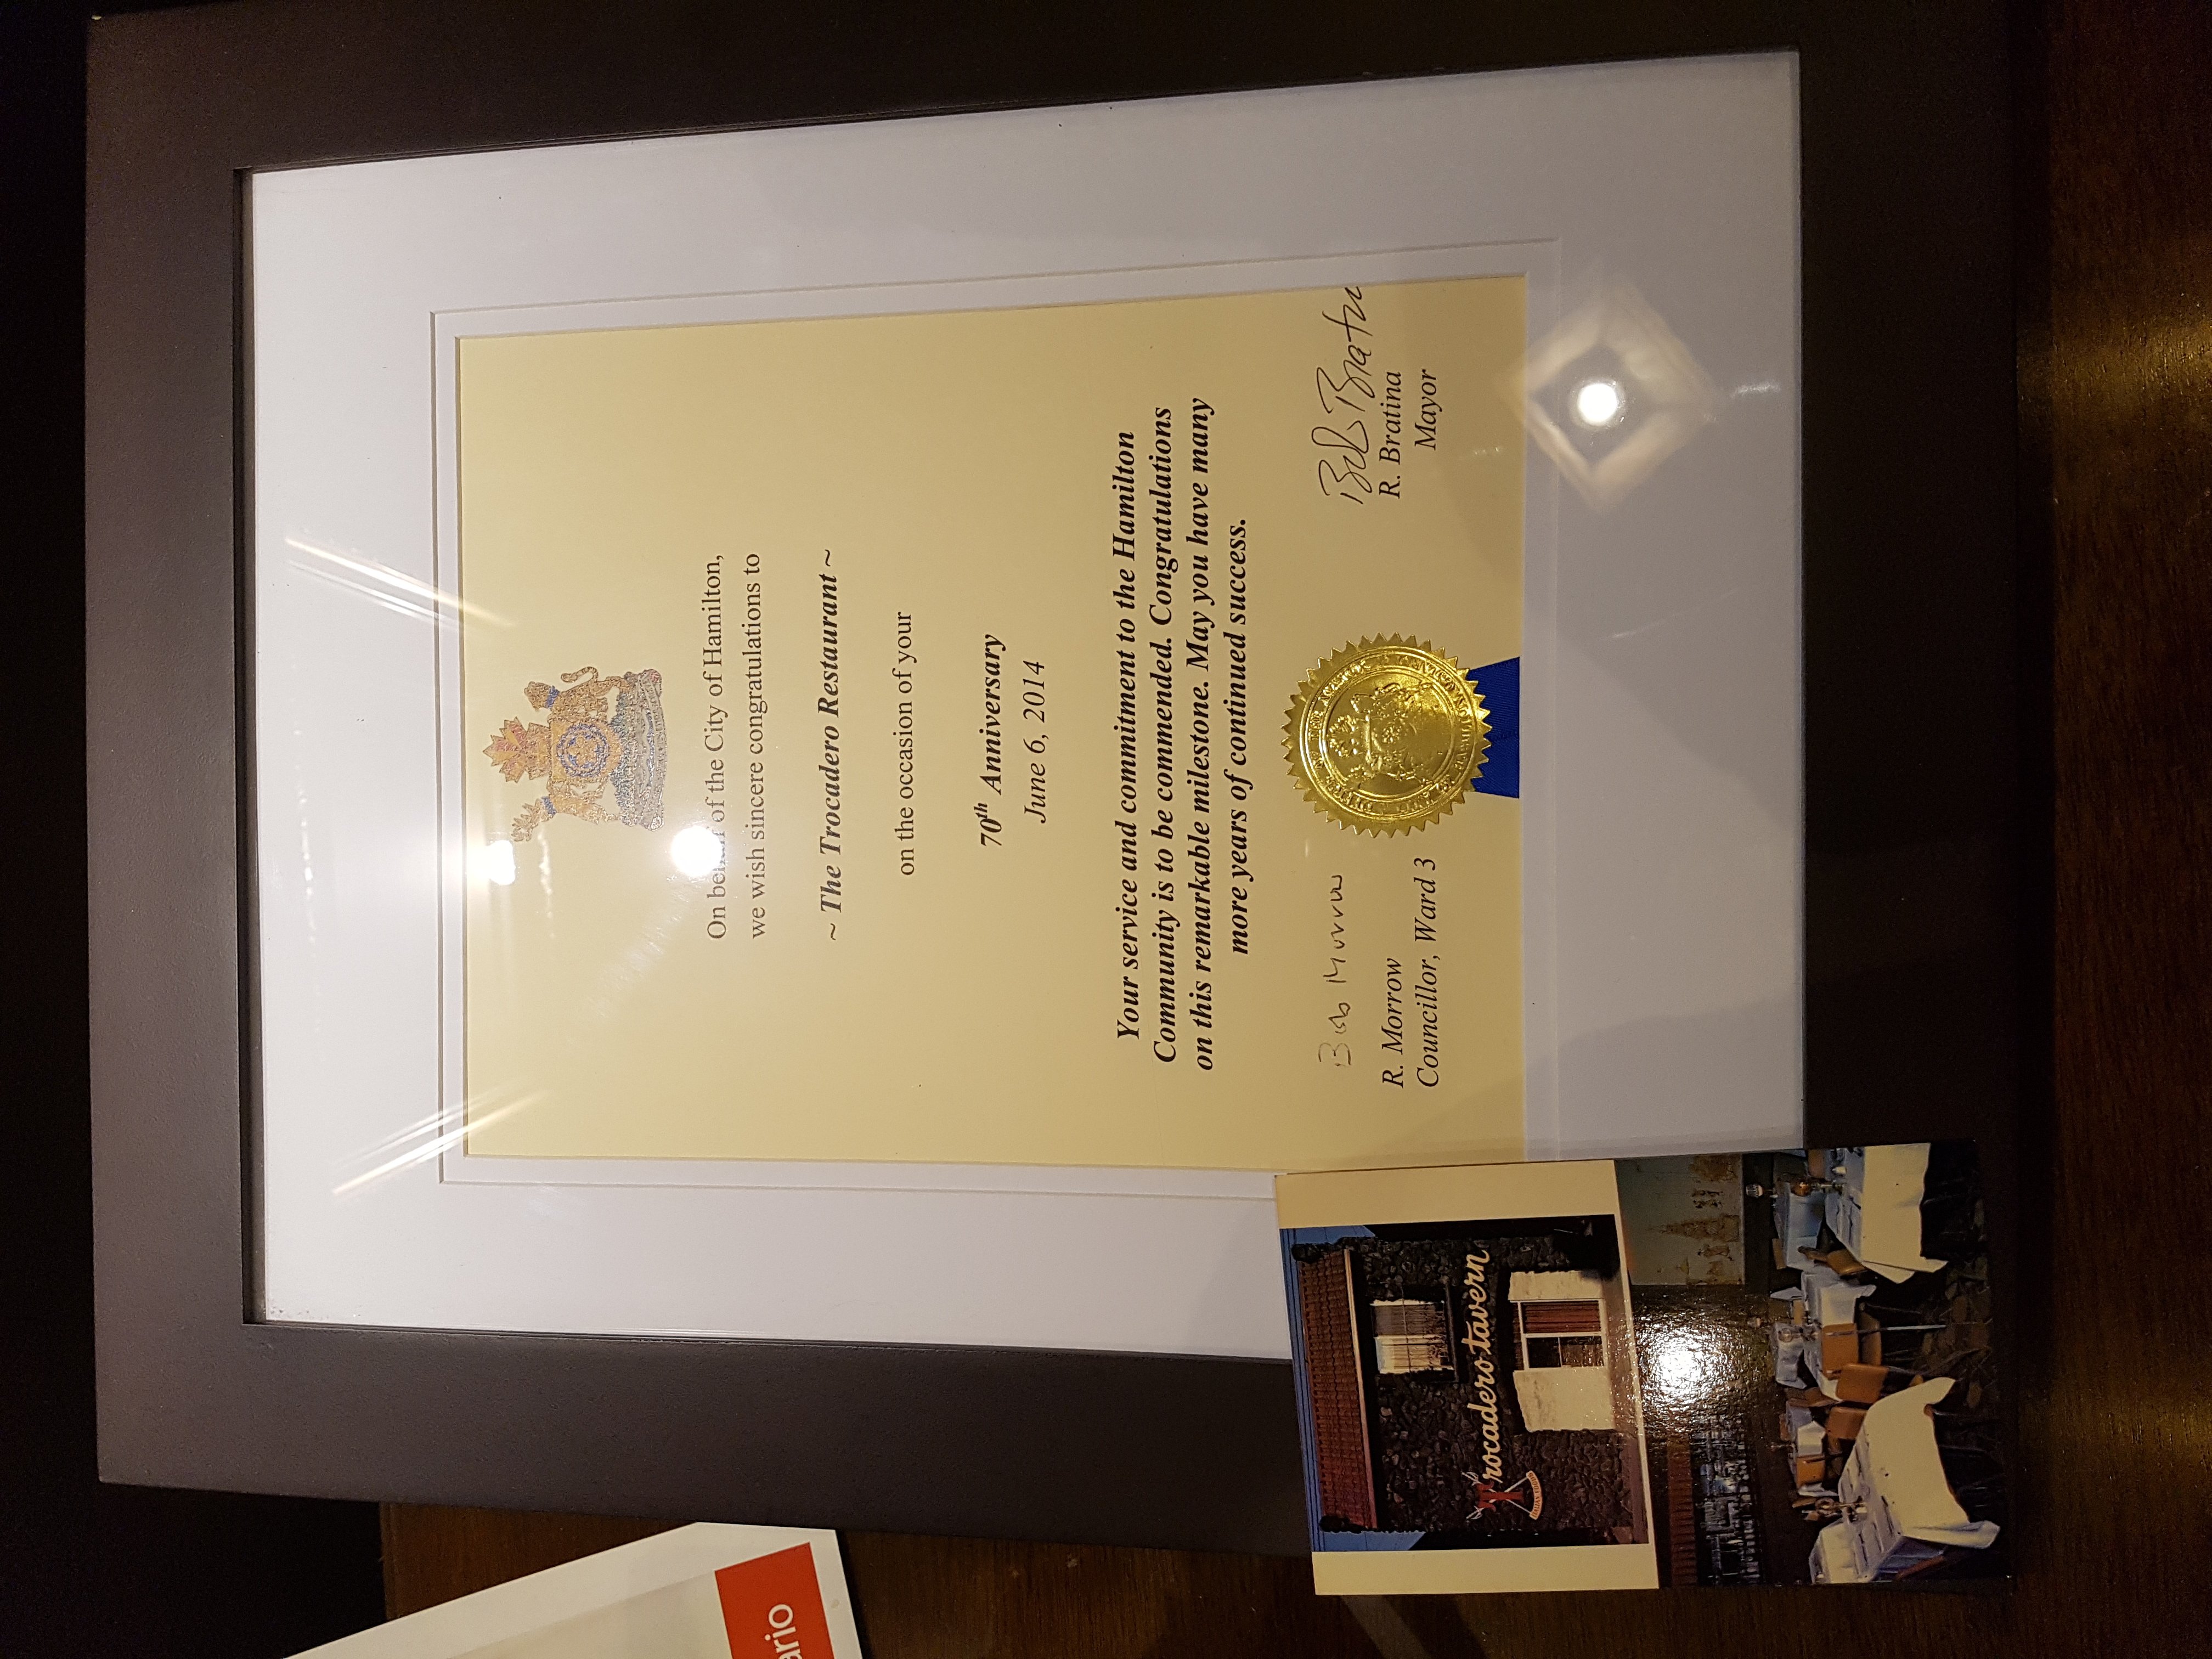 On behalf of the City of Hamilton,
we wish sincere congratulations to
~ The Trocadero Restaurant ~
on the occasion of your
70th Anniversary
June 6, 2014
Your service and commitment to the Hamilton
Community is to be commended. Congratulations
on this remarkable milestone. May you have many
more years of continued success.
Bob Morrow
R. Morrow
Councillor, Ward 3
Bob Bratina
R. Bratina
Mayor
Trocadero tavern
ario